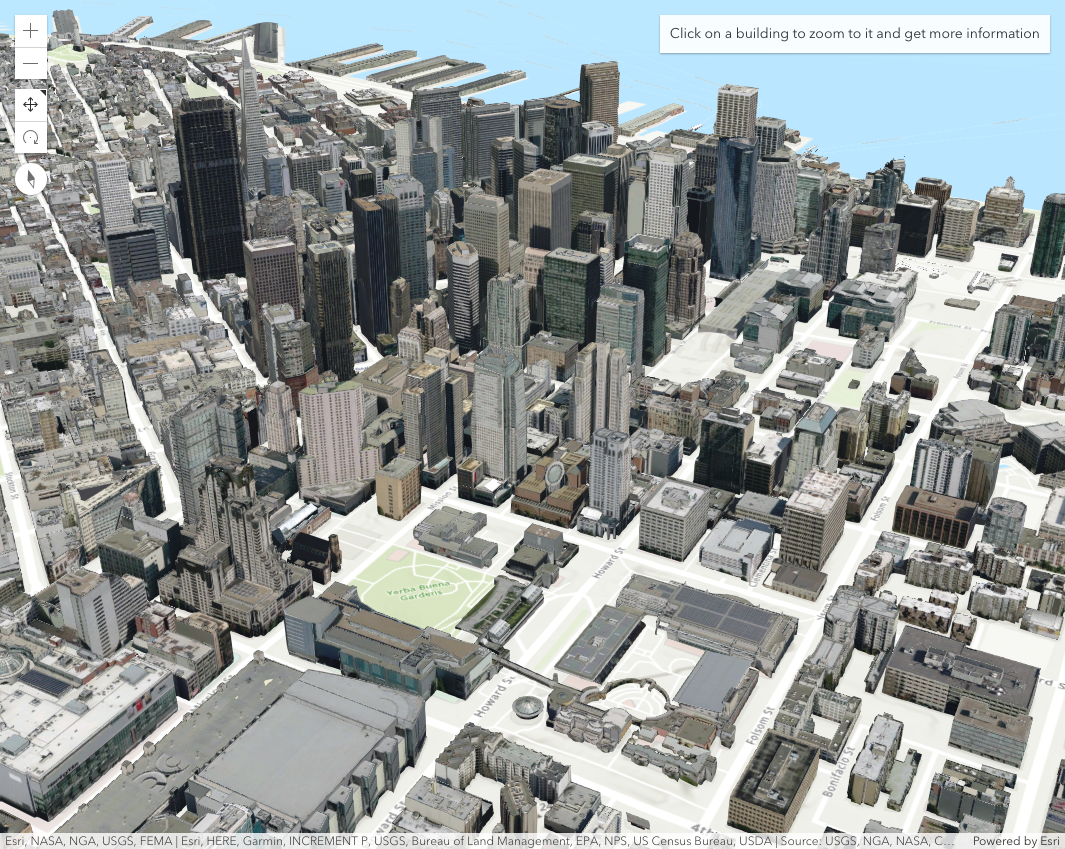 Click on a building to zoom to it and get more information
Yerba Buena
Gardens
Howard St
Howard St
Folsom St
Folsom St
Bonifacio St
4th
Esri, NASA, NGA, USGS, FEMA | Esri, HERE, Garmin, INCREMENT P, USGS, Bureau of Land Management, EPA, NPS, US Census Bureau, USDA | Source: USGS, NGA, NASA, C...
Powered by Esri